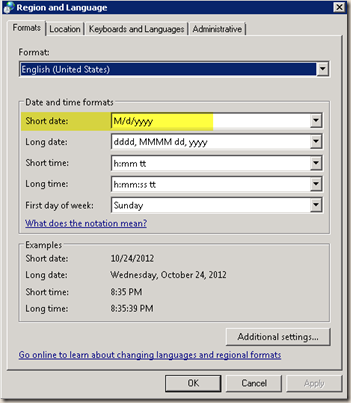 Region and Language
Formats Location Keyboards and Languages Administrative
Format:
English (United States)
Date and time formats
Short date: M/d/yyyy
Long date: dddd, MMMM dd, yyyy
Short time: h:mm tt
Long time: h:mm:ss tt
First day of week: Sunday
What does the notation mean?
Examples
Short date: 10/24/2012
Long date: Wednesday, October 24, 2012
Short time: 8:35 PM
Long time: 8:35:39 PM
Additional settings...
Go online to learn about changing languages and regional formats
OK Cancel Apply